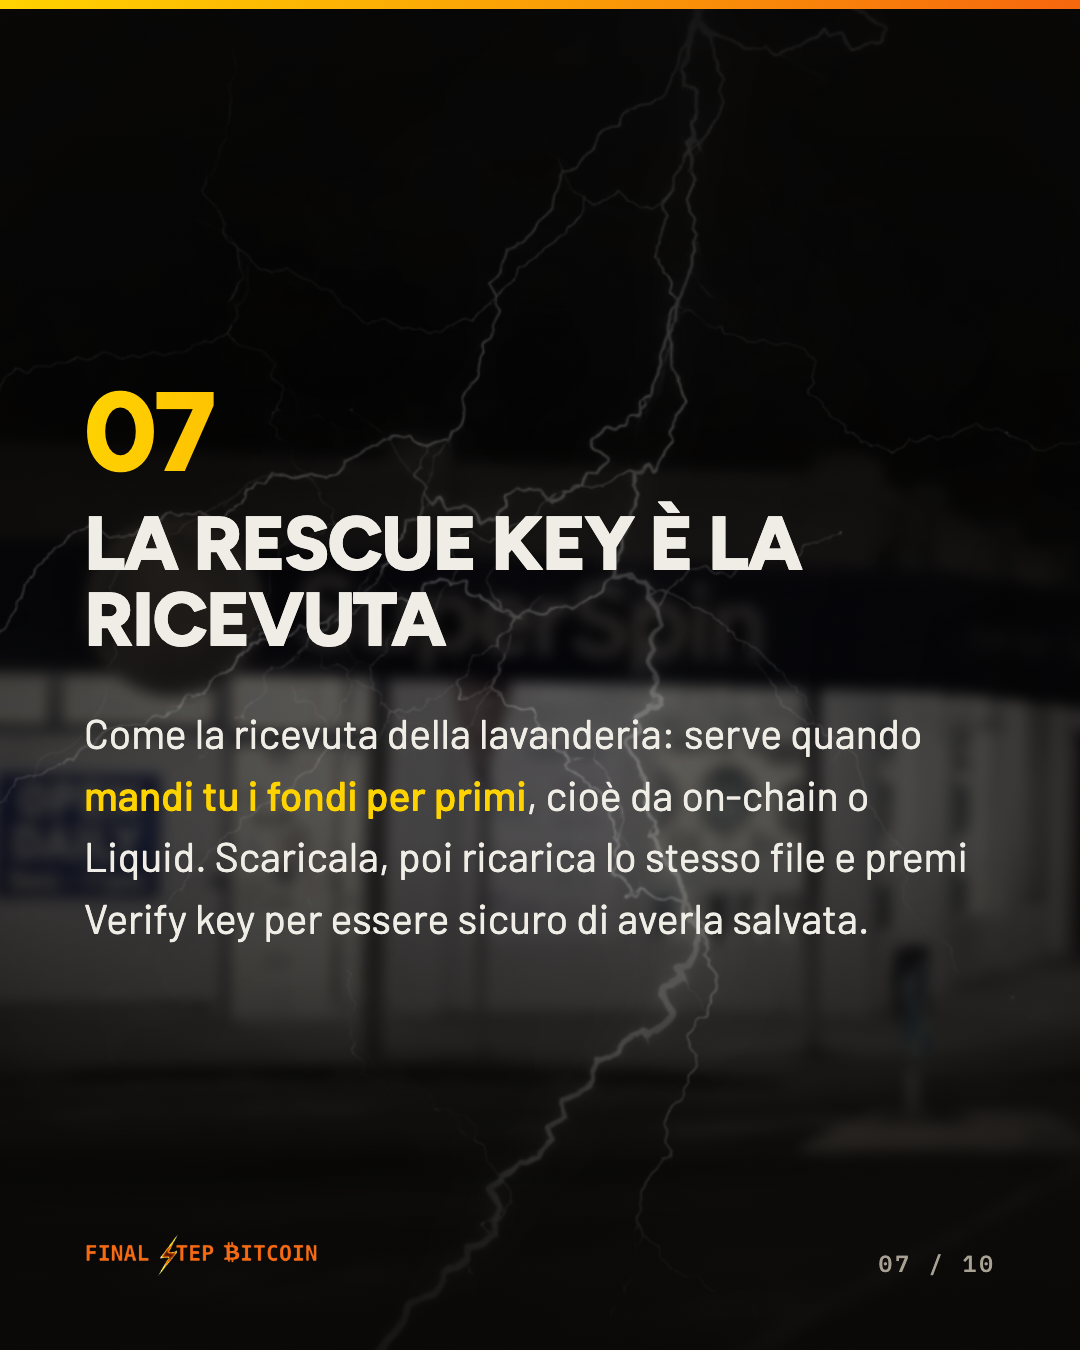 07
LA RESCUE KEY È LA
RICEVUTA
Come la ricevuta della lavanderia: serve quando
mandi tu i fondi per primi, cioè da on-chain o
Liquid. Scaricala, poi ricarica lo stesso file e premi
Verify key per essere sicuro di averla salvata.
FINAL STEP BITCOIN
07 / 10